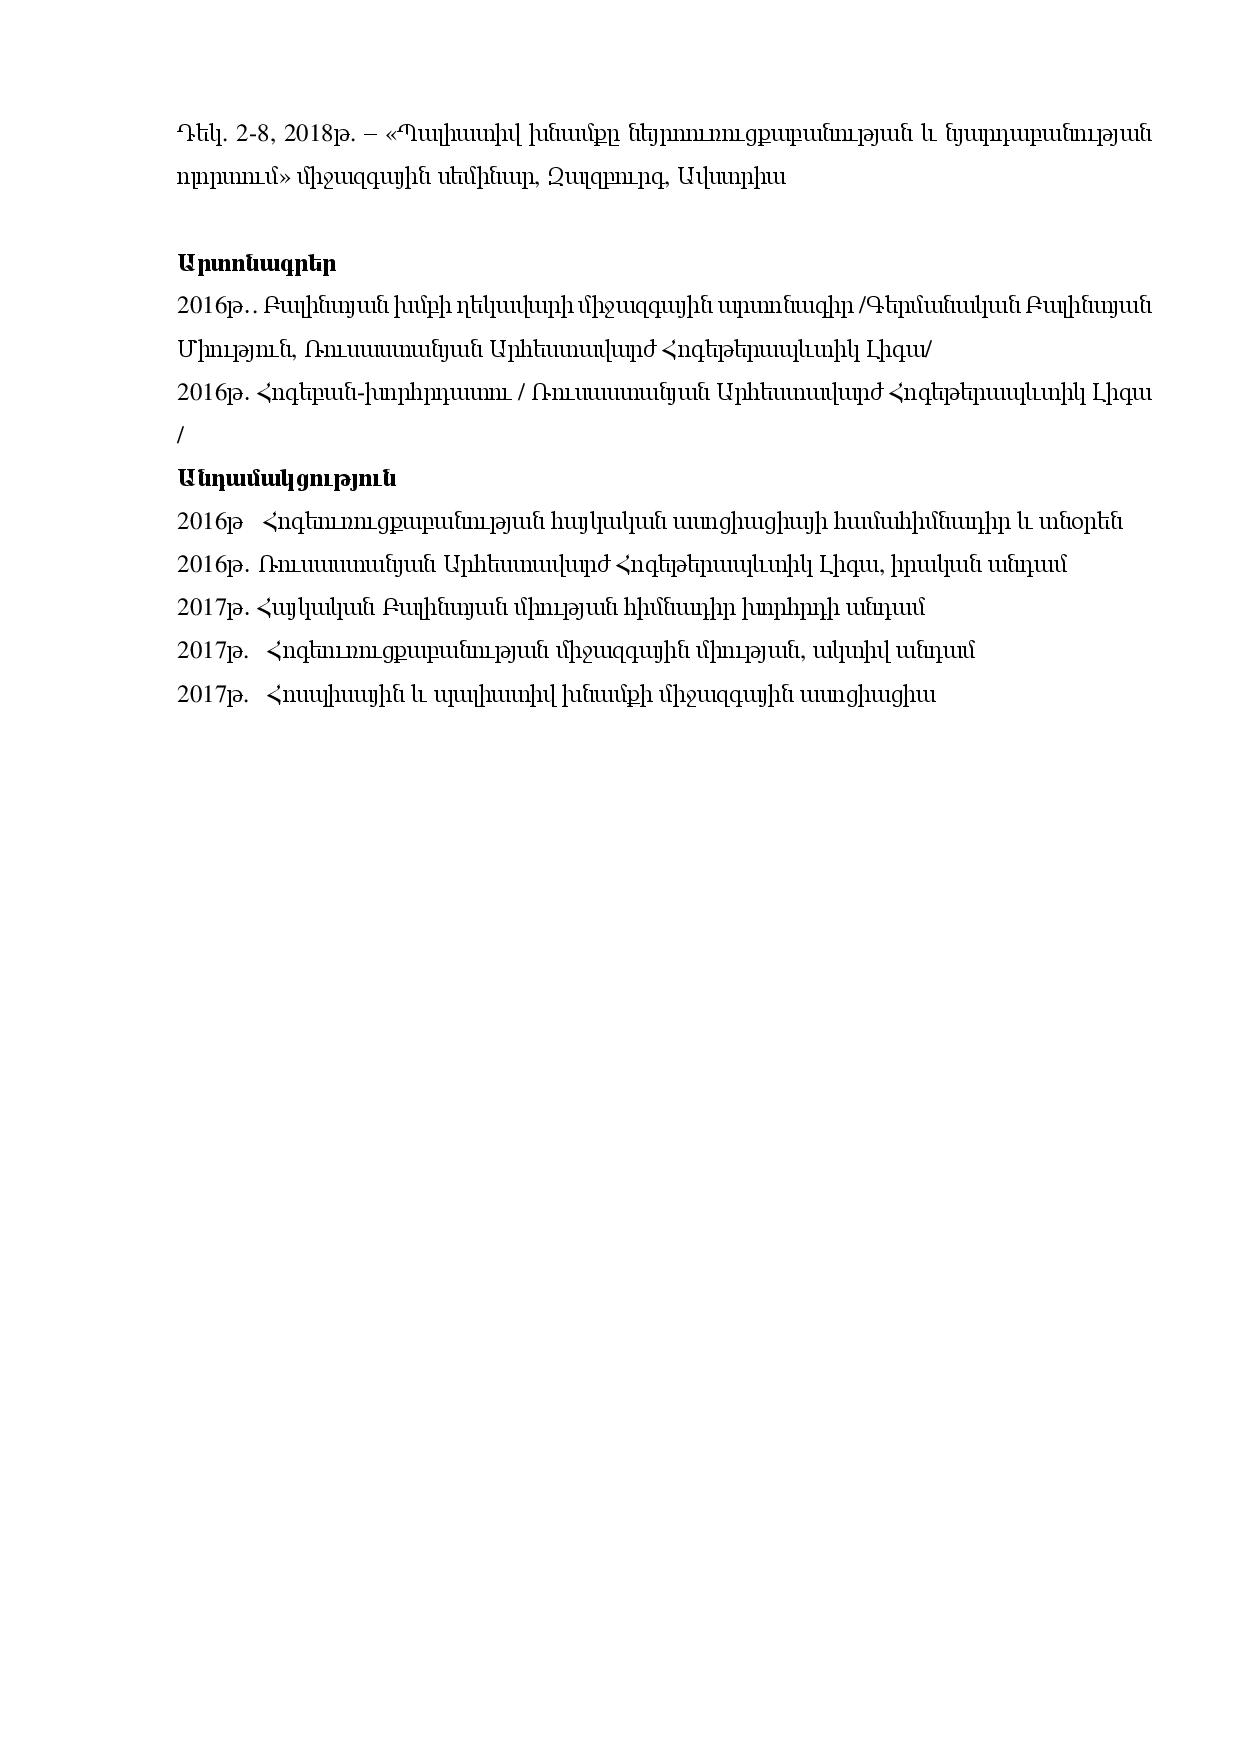 Դեկ. 2-8, 2018թ. – «Պալիատիվ խնամքը նեյրոուռուցքաբանության և նյարդաբանության
ոլորտում» միջազգային սեմինար, Զալզբուրգ, Ավստրիա
Արտոնագրեր
2016թ.. Բալինտյան խմբի ղեկավարի միջազգային արտոնագիր /Գերմանական Բալինտյան
Միություն, Ռուսաստանյան Արհեստավարժ Հոգեթերապևտիկ Լիգա/
2016թ. Հոգեբան-խորհրդատու / Ռուսաստանյան Արհեստավարժ Հոգեթերապևտիկ Լիգա
/
Անդամակցություն
2016թ Հոգեուռուցքաբանության հայկական ասոցիացիայի համահիմնադիր և տնօրեն
2016թ. Ռուսաստանյան Արհեստավարժ Հոգեթերապևտիկ Լիգա, իրական անդամ
2017թ. Հայկական Բալինտյան միության հիմնադիր խորհրդի անդամ
2017թ. Հոգեուռուցքաբանության միջազգային միության, ակտիվ անդամ
2017թ. Հոսպիսային և պալիատիվ խնամքի միջազգային ասոցիացիա